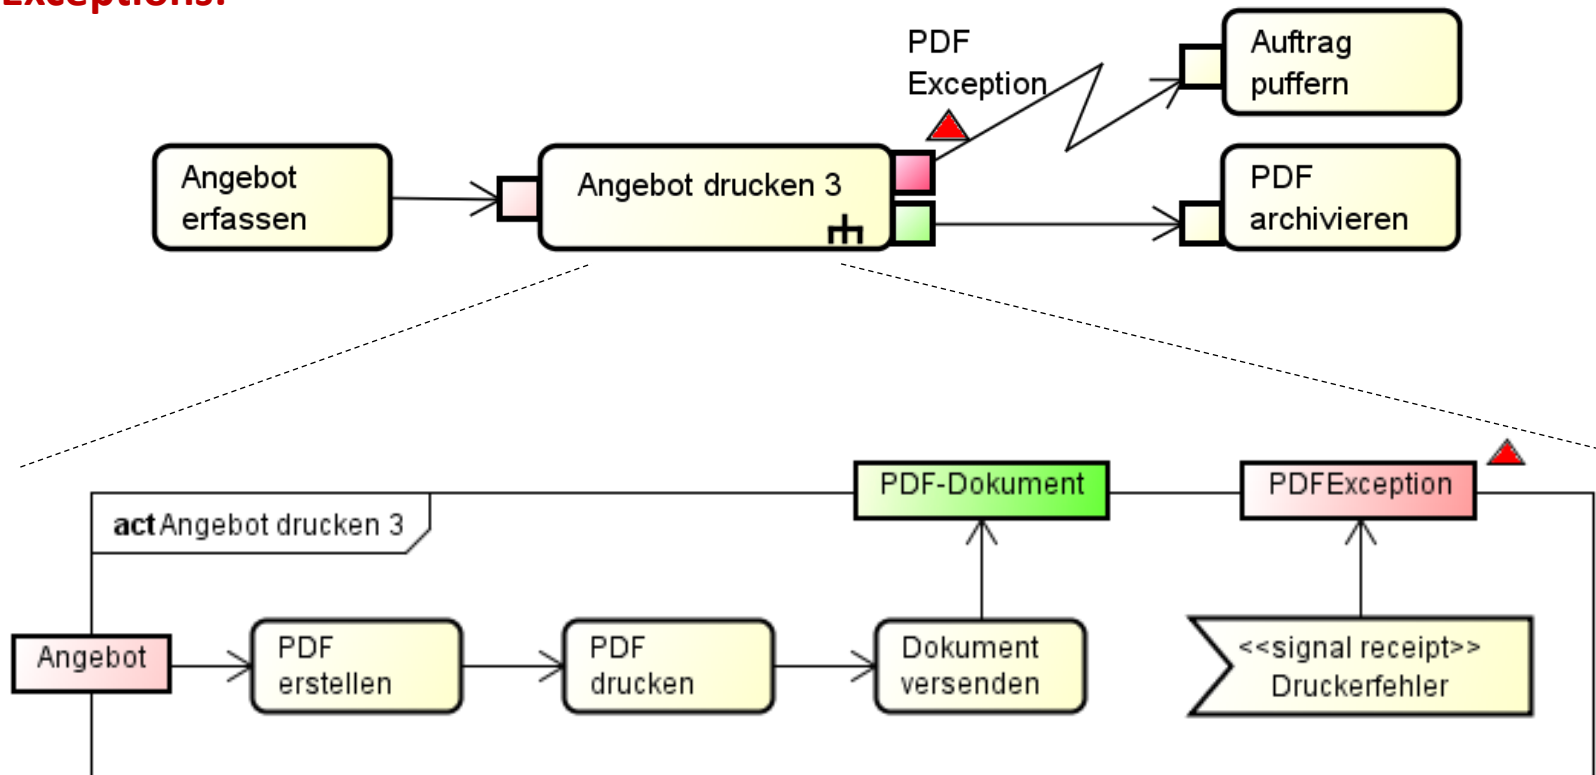 Exceptions:
PDF
Exception
Auftrag
puffern
Angebot
erfassen
Angebot drucken 3
PDF
archivieren
PDF-Dokument
PDFException
act Angebot drucken 3
Angebot
PDF
erstellen
PDF
drucken
Dokument
versenden
<<signal receipt>>
Druckerfehler